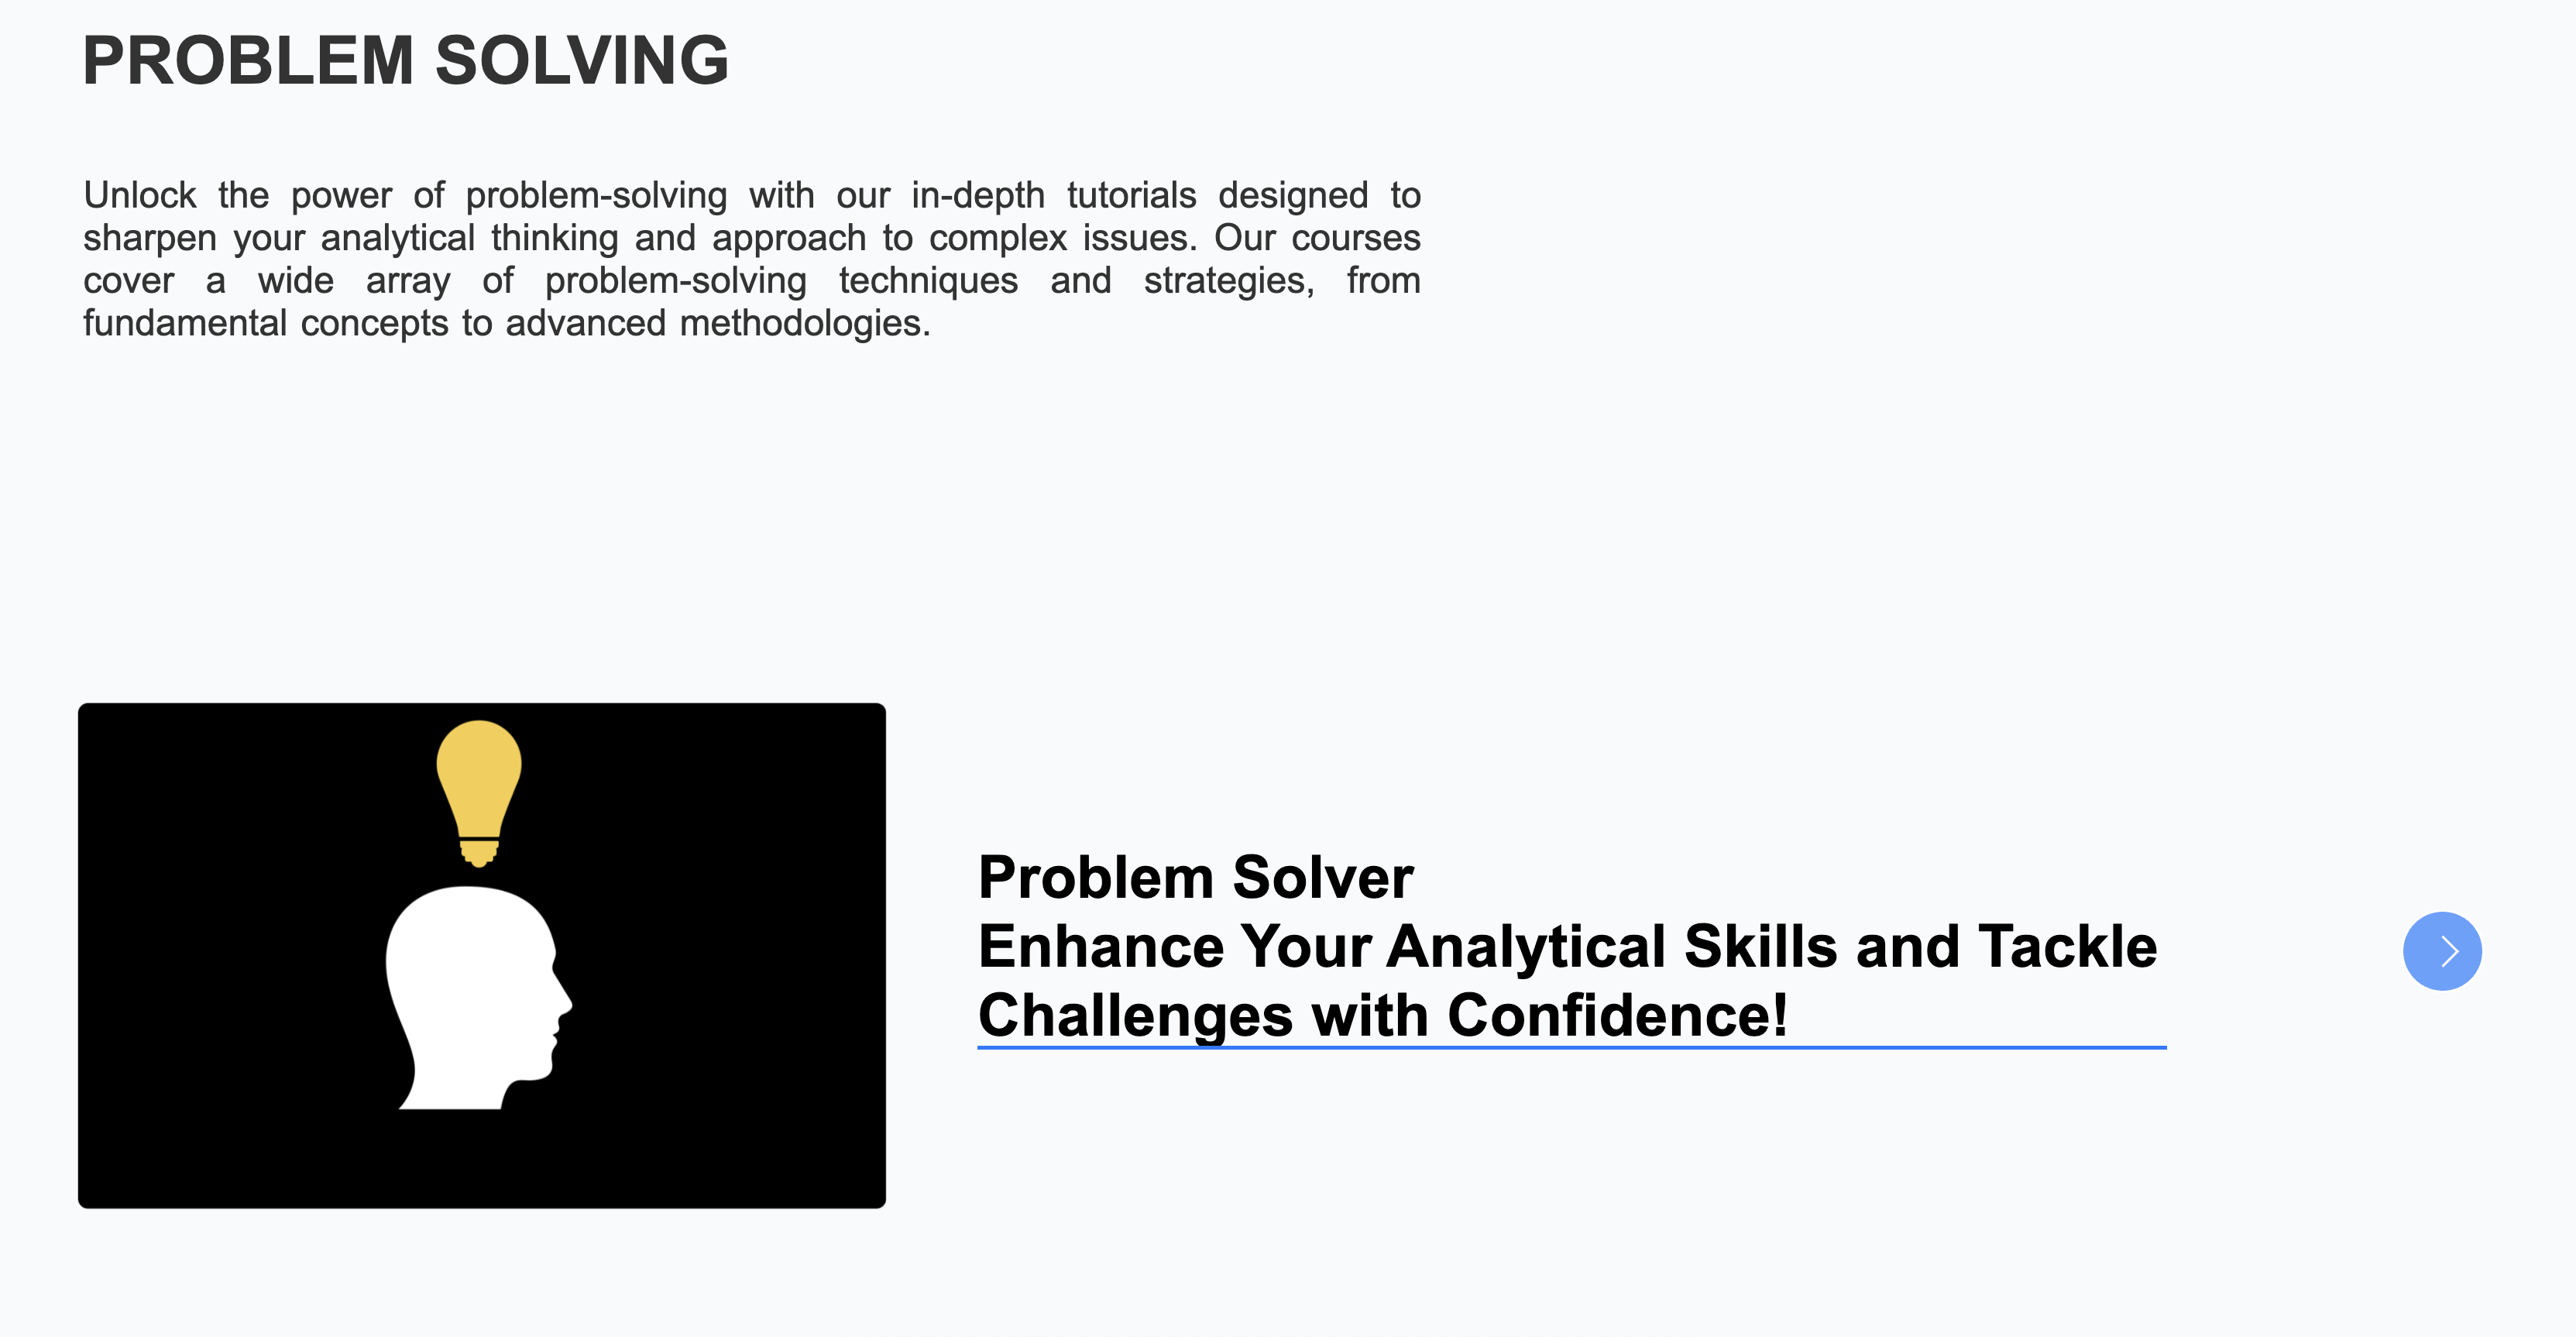 PROBLEM SOLVING
Unlock the power of problem-solving with our in-depth tutorials designed to
sharpen your analytical thinking and approach to complex issues. Our courses
cover a wide array of problem-solving techniques and strategies, from
fundamental concepts to advanced methodologies.
Problem Solver
Enhance Your Analytical Skills and Tackle
Challenges with Confidence!